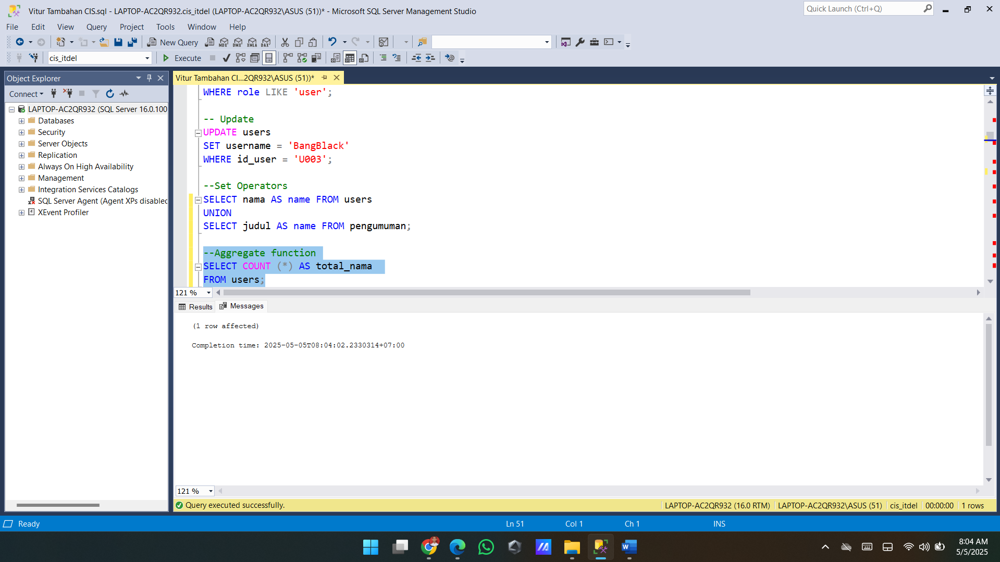 Vitur Tambahan CIS.sql - LAPTOP-AC2QR932.cis_itdel (LAPTOP-AC2QR932\ASUS (51))* - Microsoft SQL Server Management Studio
Quick Launch (Ctrl+Q)
File Edit View Query Project Tools Window Help
New Query MDX DMX XMLA DAX
cis_itdel Execute
Object Explorer
Vitur Tambahan CI...2QR932\ASUS (51))*
Connect
LAPTOP-AC2QR932 (SQL Server 16.0.100
Databases
Security
Server Objects
Replication
Always On High Availability
Management
Integration Services Catalogs
SQL Server Agent (Agent XPs disabled
XEvent Profiler
WHERE role LIKE 'user';
-- Update
UPDATE users
SET username = 'BangBlack'
WHERE id_user = 'U003';
--Set Operators
SELECT nama AS name FROM users
UNION
SELECT judul AS name FROM pengumuman;
--Aggregate function
SELECT COUNT (*) AS total_nama
FROM users;
121 %
Results Messages
(1 row affected)
Completion time: 2025-05-05T08:04:02.2330314+07:00
121 %
Query executed successfully. LAPTOP-AC2QR932 (16.0 RTM) LAPTOP-AC2QR932\ASUS (51) cis_itdel 00:00:00 1 rows
Ready Ln 51 Col 1 Ch 1 INS
8:04 AM
5/5/2025